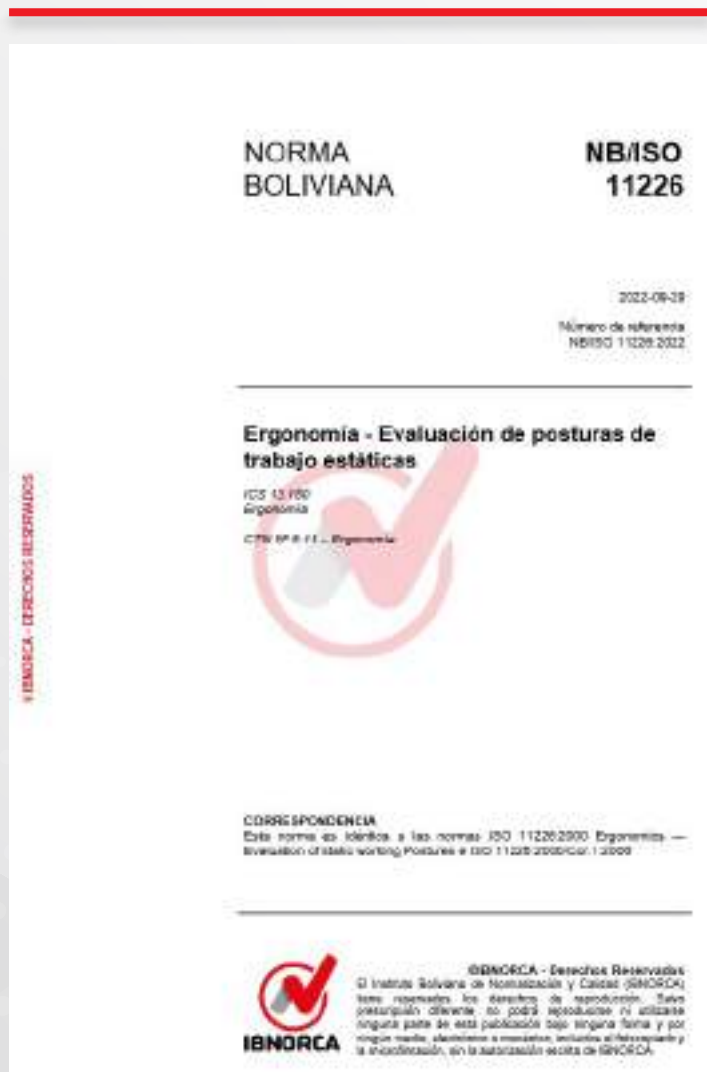 NORMA
BOLIVIANA
NB/ISO
11226
2022-09-29
Número de referencia
NB/ISO 11226:2022
Ergonomía - Evaluación de posturas de
trabajo estáticas
ICS 13.180
Ergonomía
Ergonomía
©IBNORCA - DERECHOS RESERVADOS
CORRESPONDENCIA
Esta norma es idéntica a las normas ISO 11226:2000 Ergonomics —
Evaluation of static working Postures e ISO 11226:2000/Cor.1:2006
©IBNORCA - Derechos Reservados
El Instituto Boliviano de Normalización y Calidad (IBNORCA)
tiene reservados los derechos de reproducción. Salvo
prescripción diferente, no podrá reproducirse ni utilizarse
ninguna parte de esta publicación bajo ninguna forma y por
ningún medio, electrónico o mecánico, incluidos el fotocopiado y
la microfilmación, sin la autorización escrita de IBNORCA
IBNORCA